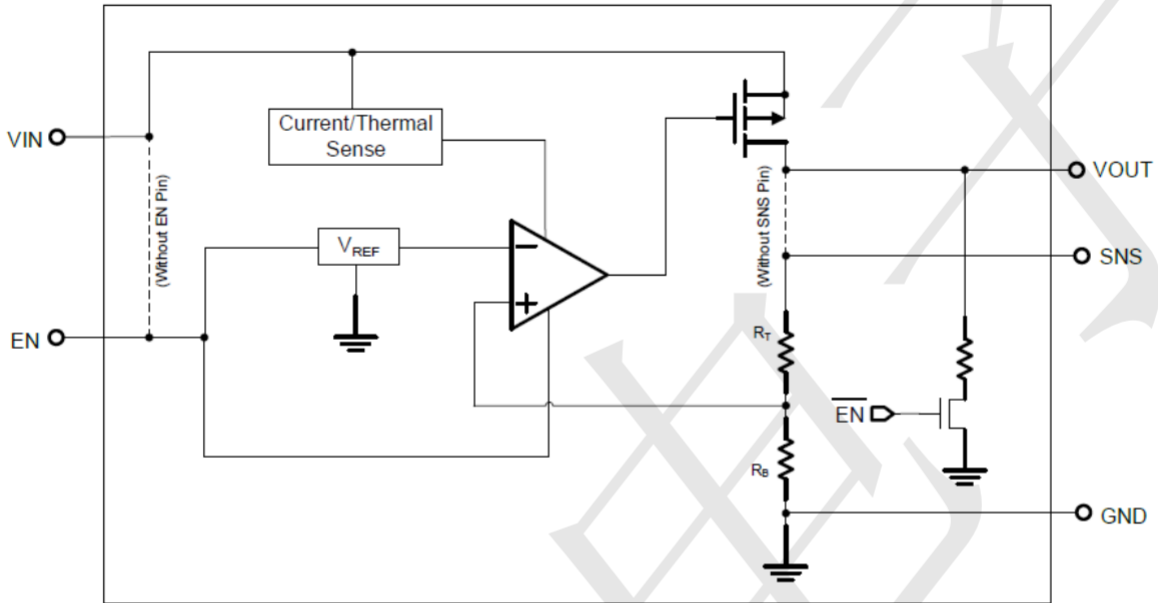 Current/Thermal
Sense
VIN
VOUT
(Without EN Pin)
(Without SNS Pin)
VREF
−
SNS
+
EN
RT
EN
RB
GND